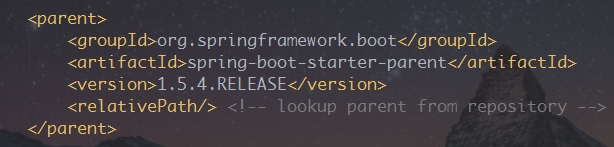 <parent>
<groupId>org.springframework.boot</groupId>
<artifactId>spring-boot-starter-parent</artifactId>
<version>1.5.4.RELEASE</version>
<relativePath/> <!-- lookup parent from repository -->
</parent>